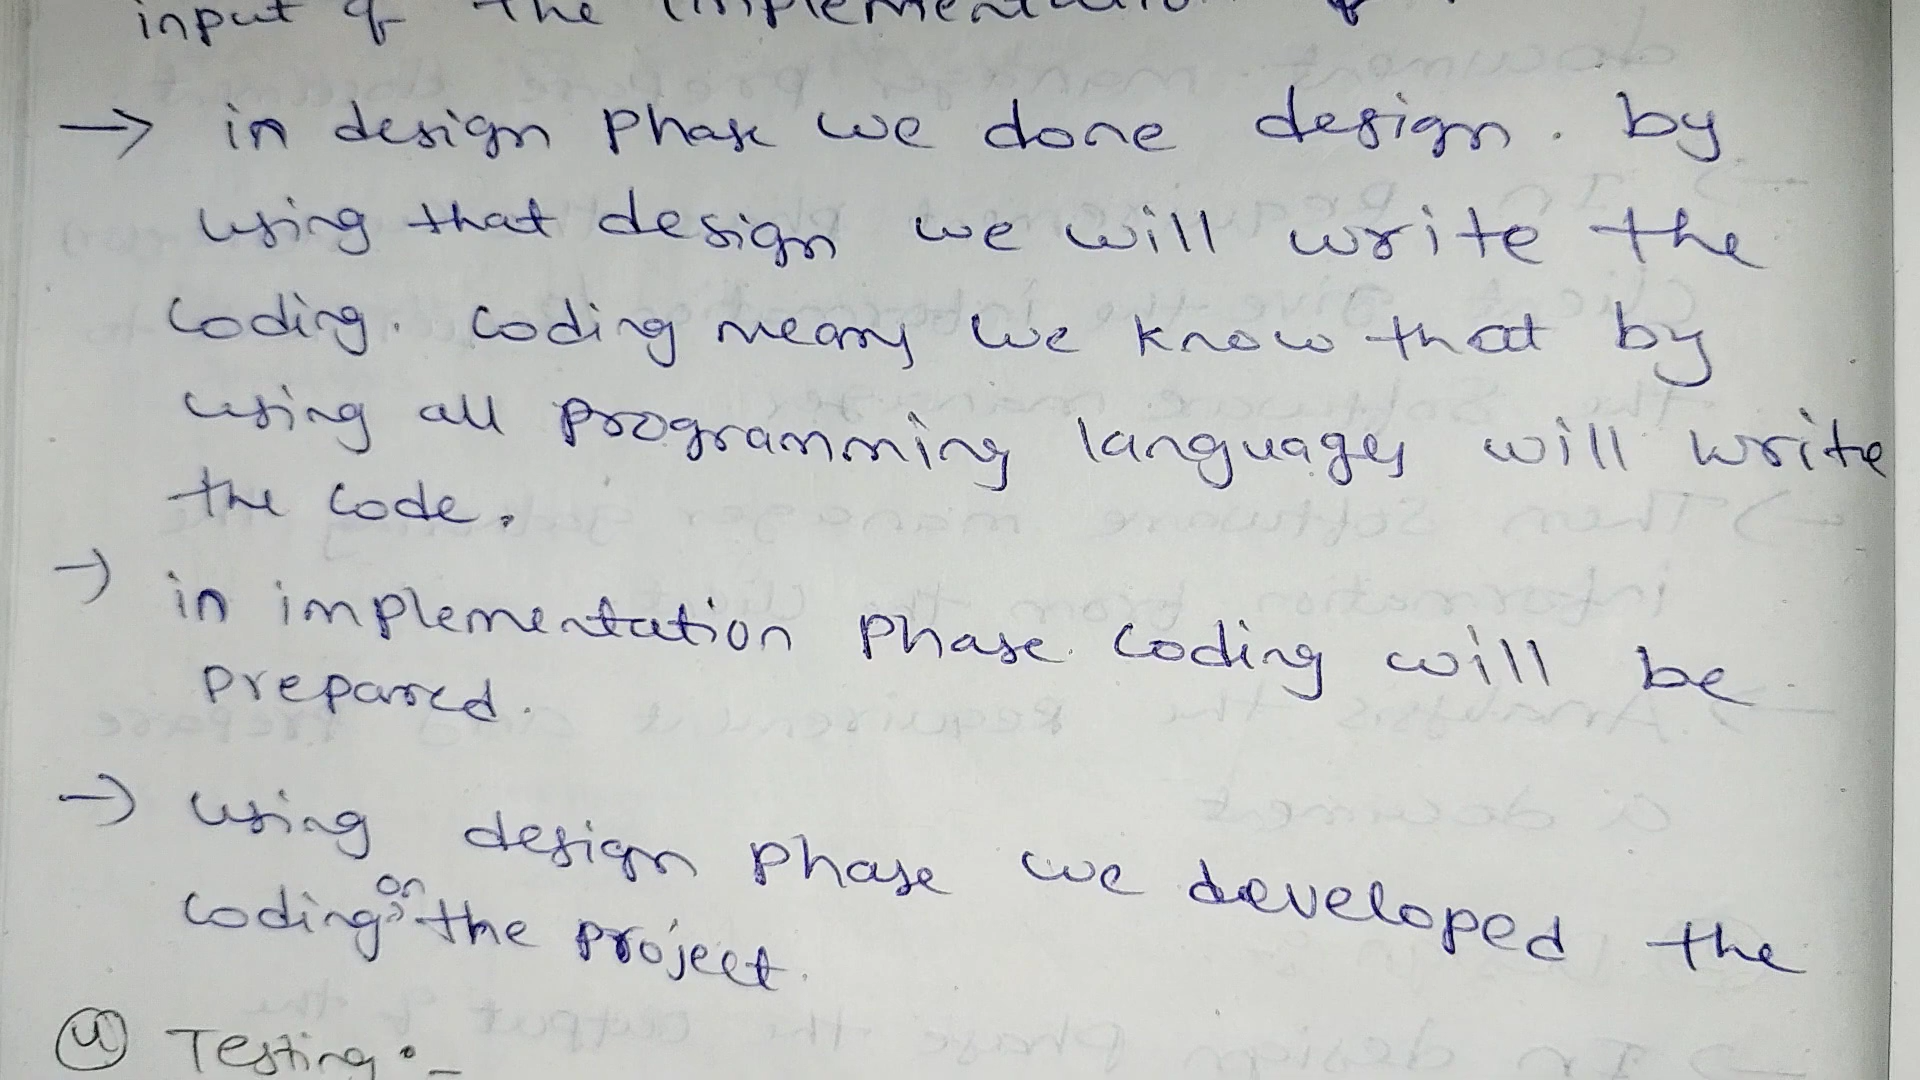 input of the implementation
→ in design phase we done design. by
using that design we will write the
coding. coding means we know that by
using all programming languages will write
the code.
→ in implementation phase coding will be
prepared.
→ using design phase we developed the
coding on the project.
④ Testing:-